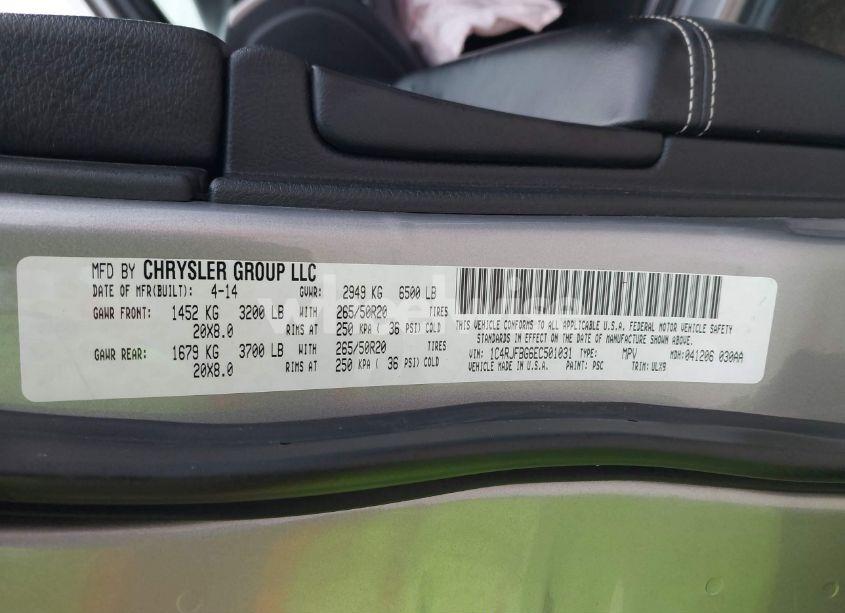 MFD BY CHRYSLER GROUP LLC
DATE OF MFR(BUILT): 4-14 GVWR: 2949 KG 6500 LB
GAWR FRONT: 1452 KG 3200 LB WITH 265/50R20 TIRES
20X8.0 RIMS AT 250 KPA ( 36 PSI) COLD
GAWR REAR: 1679 KG 3700 LB WITH 265/50R20 TIRES
20X8.0 RIMS AT 250 KPA ( 36 PSI) COLD
THIS VEHICLE CONFORMS TO ALL APPLICABLE U.S.A. FEDERAL MOTOR VEHICLE SAFETY
STANDARDS IN EFFECT ON THE DATE OF MANUFACTURE SHOWN ABOVE.
VIN: 1C4RJFBG6EC501031 TYPE: MPV MDH: 041206 030AA
VEHICLE MADE IN U.S.A. PAINT: PSC TRIM: ULX9